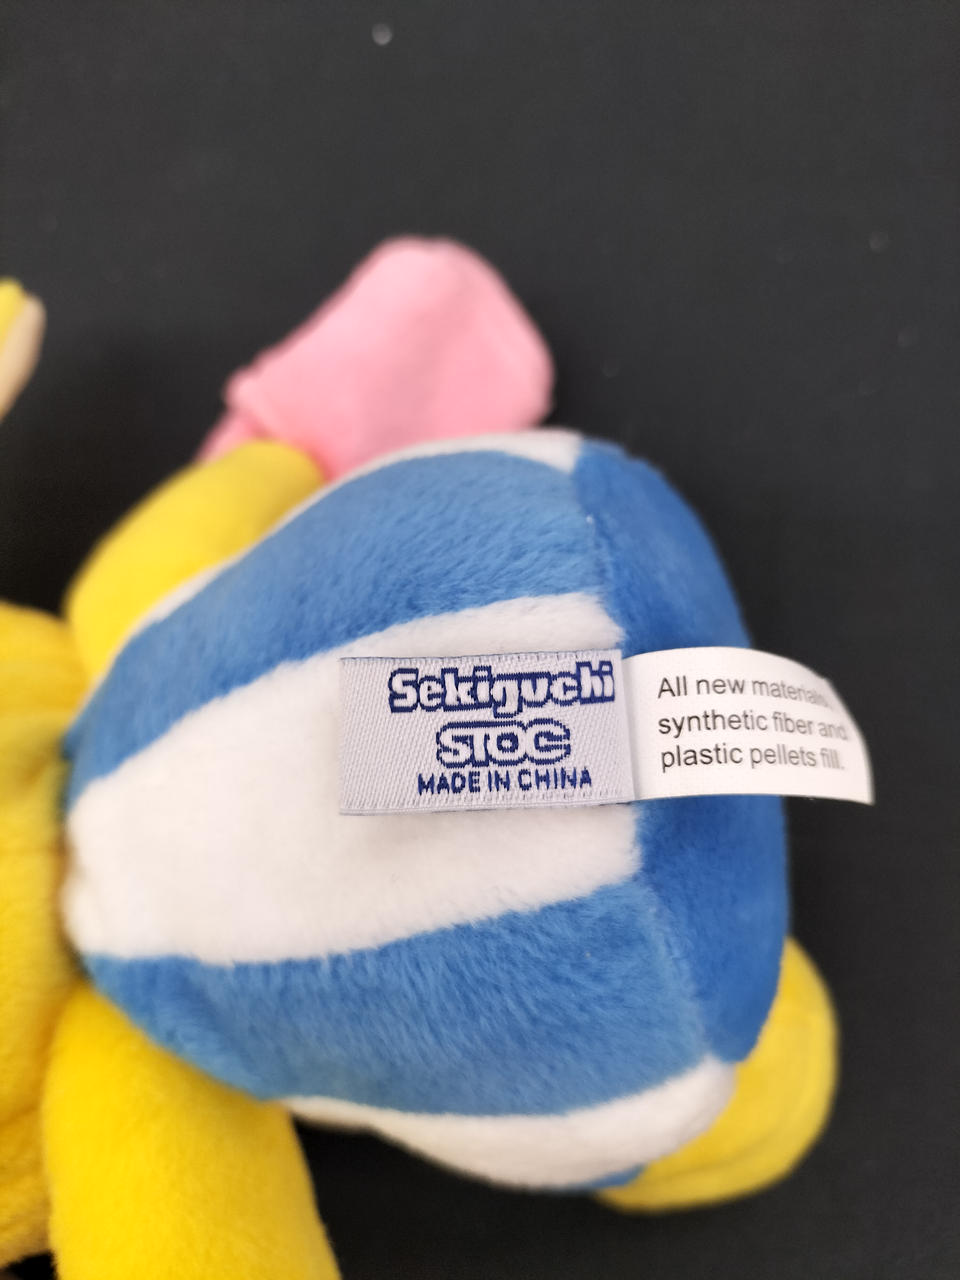 Sekiguchi
STOC
MADE IN CHINA
All new materials,
synthetic fiber and
plastic pellets fill.